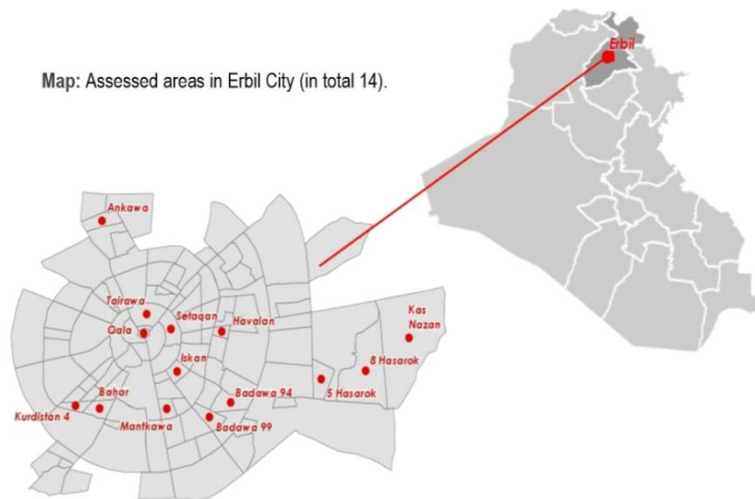 Erbil
Map: Assessed areas in Erbil City (in total 14).
Ankawa
Tairawa
Setaqan
Qala
Havalan
Kas
Nazan
Iskan
8 Hasarok
5 Hasarok
Bahar
Badawa 94
Kurdistan 4
Mantkawa
Badawa 99